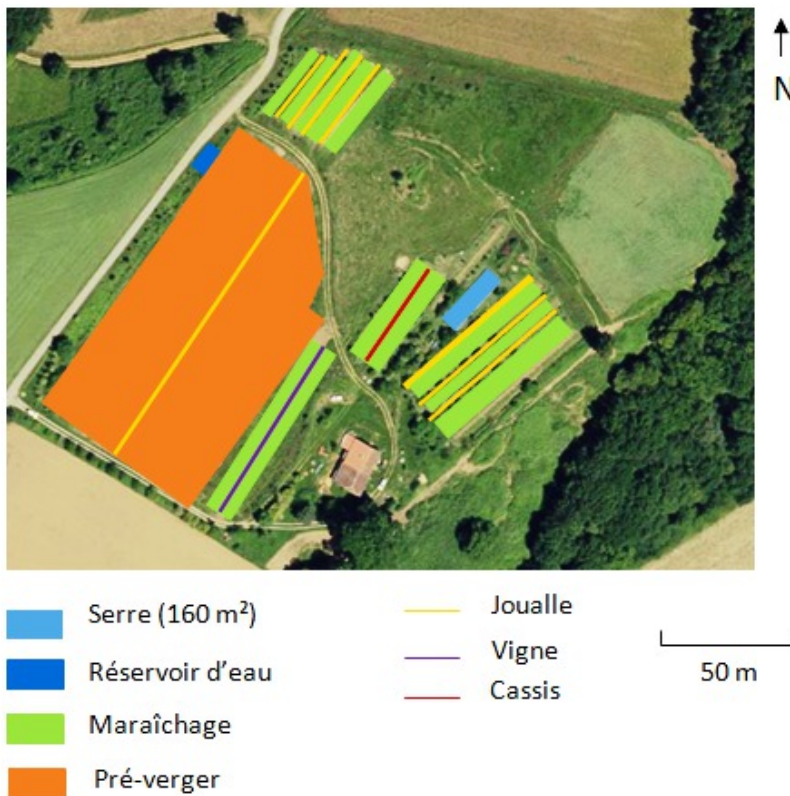 N
Serre (160 m²)
Réservoir d'eau
Maraîchage
Pré-verger
Joualle
Vigne
Cassis
50 m